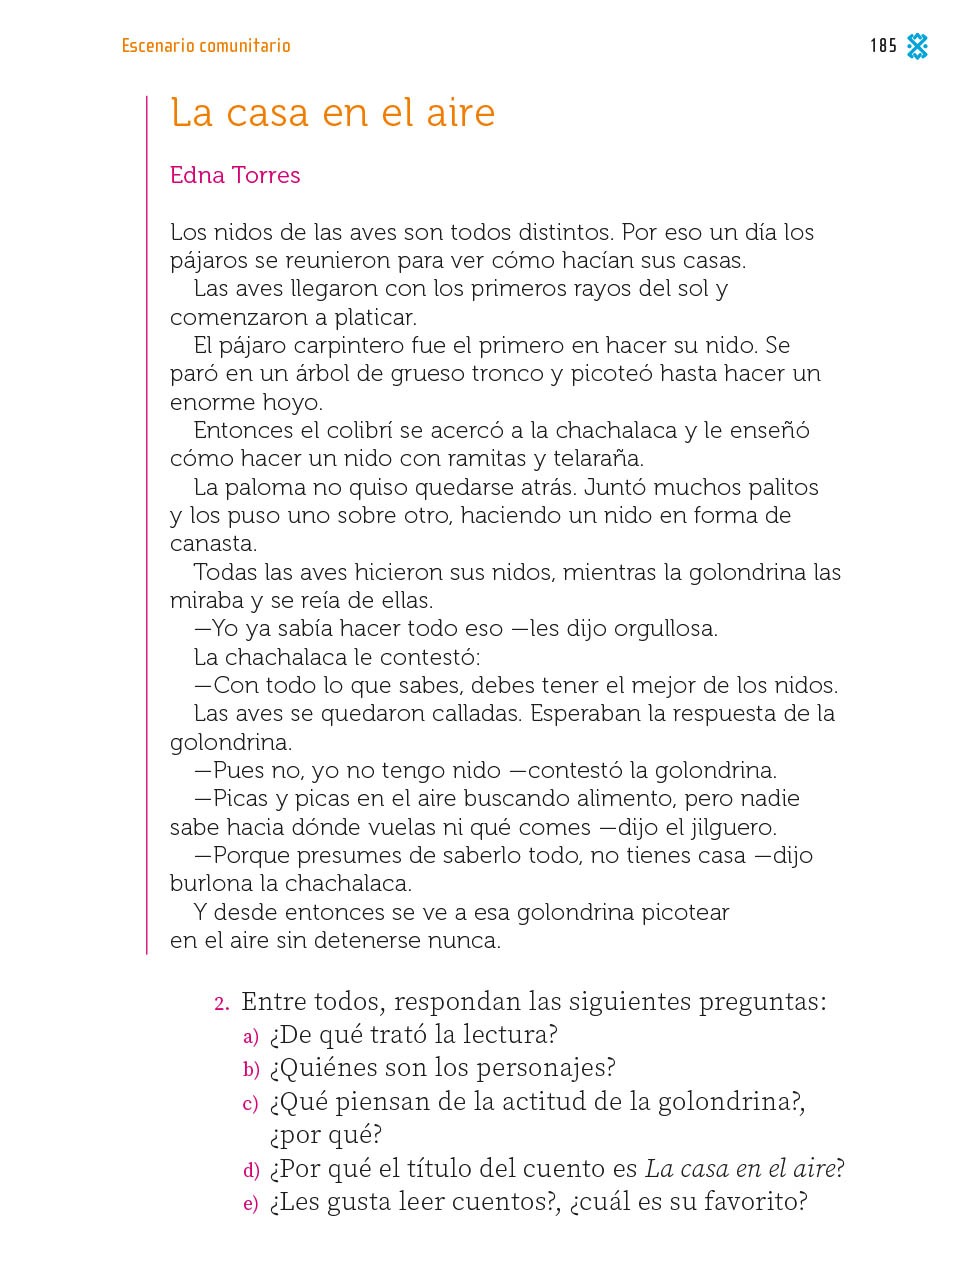 Escenario comunitario
185
La casa en el aire
Edna Torres
Los nidos de las aves son todos distintos. Por eso un día los
pájaros se reunieron para ver cómo hacían sus casas.
Las aves llegaron con los primeros rayos del sol y
comenzaron a platicar.
El pájaro carpintero fue el primero en hacer su nido. Se
paró en un árbol de grueso tronco y picoteó hasta hacer un
enorme hoyo.
Entonces el colibrí se acercó a la chachalaca y le enseñó
cómo hacer un nido con ramitas y telaraña.
La paloma no quiso quedarse atrás. Juntó muchos palitos
y los puso uno sobre otro, haciendo un nido en forma de
canasta.
Todas las aves hicieron sus nidos, mientras la golondrina las
miraba y se reía de ellas.
—Yo ya sabía hacer todo eso —les dijo orgullosa.
La chachalaca le contestó:
—Con todo lo que sabes, debes tener el mejor de los nidos.
Las aves se quedaron calladas. Esperaban la respuesta de la
golondrina.
—Pues no, yo no tengo nido —contestó la golondrina.
—Picas y picas en el aire buscando alimento, pero nadie
sabe hacia dónde vuelas ni qué comes —dijo el jilguero.
—Porque presumes de saberlo todo, no tienes casa —dijo
burlona la chachalaca.
Y desde entonces se ve a esa golondrina picotear
en el aire sin detenerse nunca.
2. Entre todos, respondan las siguientes preguntas:
a) ¿De qué trató la lectura?
b) ¿Quiénes son los personajes?
c) ¿Qué piensan de la actitud de la golondrina?,
¿por qué?
d) ¿Por qué el título del cuento es La casa en el aire?
e) ¿Les gusta leer cuentos?, ¿cuál es su favorito?